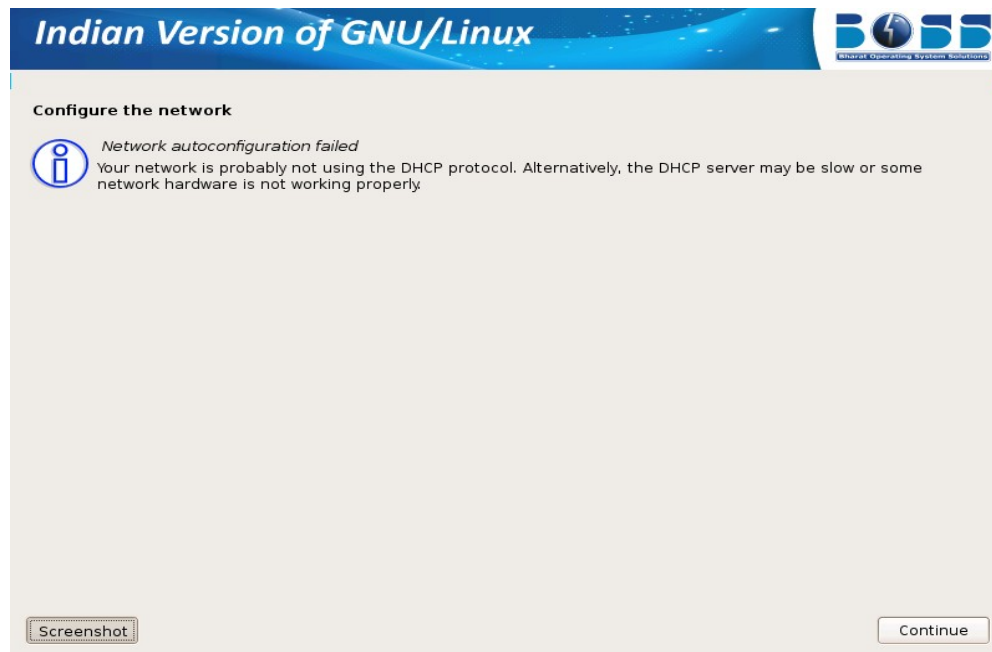 Indian Version of GNU/Linux
BOSS
Bharat Operating System Solutions
Configure the network
Network autoconfiguration failed
Your network is probably not using the DHCP protocol. Alternatively, the DHCP server may be slow or some
network hardware is not working properly.
Screenshot
Continue